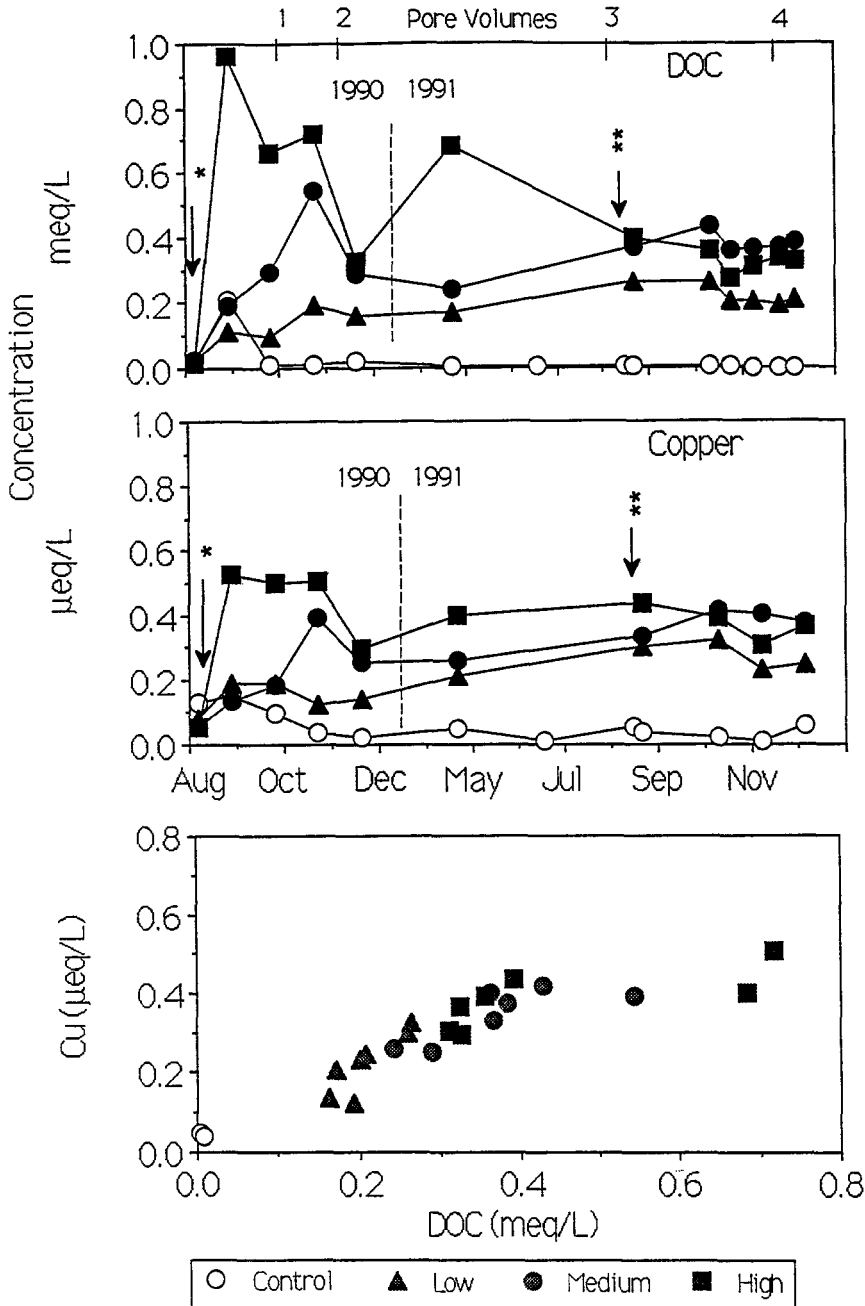 1 2 Pore Volumes 3 4
1.0 DOC
0.8 1990 1991
0.6 * **
0.4
0.2
0.0
Concentration
meq/L
1.0 Copper
0.8 1990 1991
0.6 * **
0.4
0.2
0.0
µeq/L
Aug Oct Dec May Jul Sep Nov
0.8
0.6
0.4
0.2
0.0
Cu (µeq/L)
0.0 0.2 0.4 0.6 0.8
DOC (meq/L)
Control Low Medium High